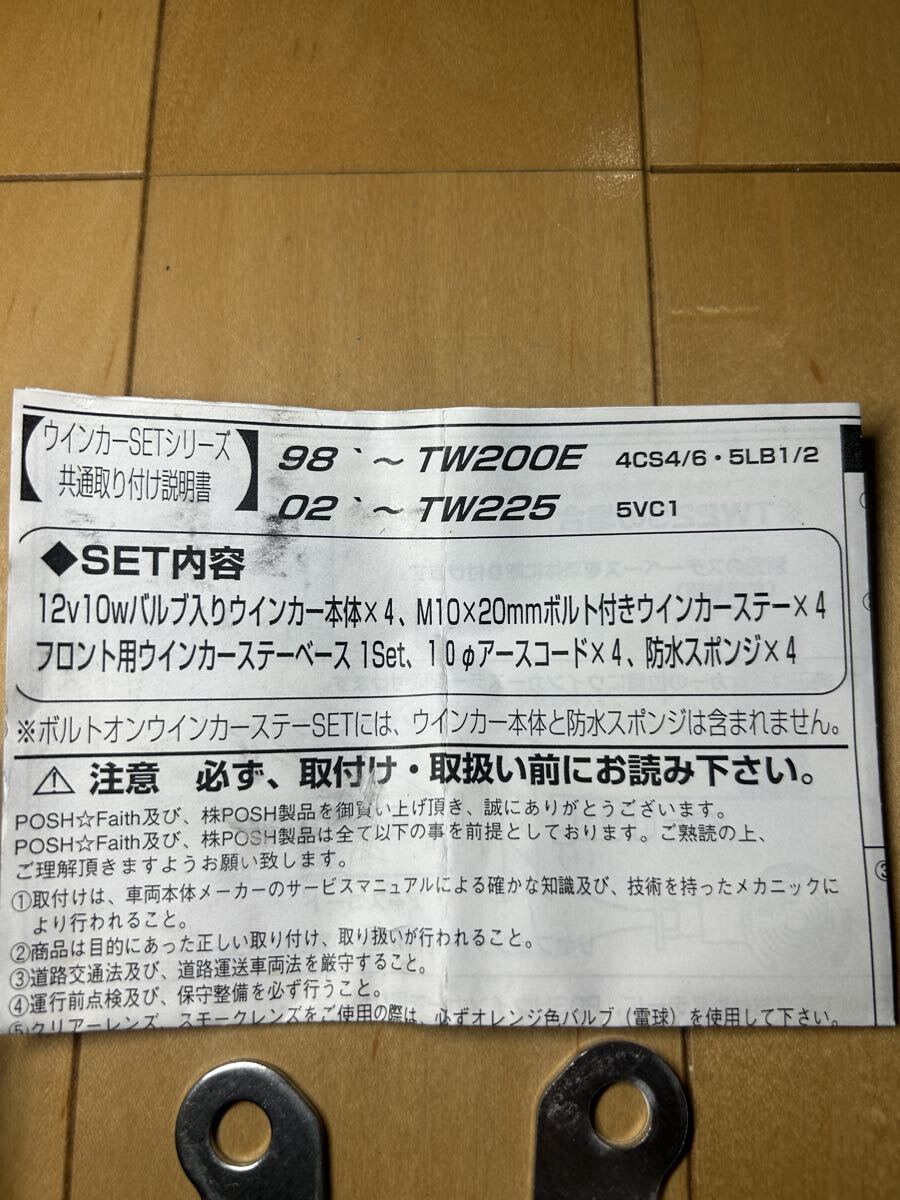 ウインカーSETシリーズ
共通取り付け説明書
98`～TW200E 4CS4/6・5LB1/2
02`～TW225 5VC1
◆SET内容
12v10wバルブ入りウインカー本体×4、M10×20mmボルト付きウインカーステー×4
フロント用ウインカーステーベース1Set、10φアースコード×4、防水スポンジ×4
※ボルトオンウインカーステーSETには、ウインカー本体と防水スポンジは含まれません。
⚠ 注意 必ず、取付け・取扱い前にお読み下さい。
POSH☆Faith及び、株POSH製品を御買い上げ頂き、誠にありがとうございます。
POSH☆Faith及び、株POSH製品は全て以下の事を前提としております。ご熟読の上、
ご理解頂きますようお願い致します。
①取付けは、車両本体メーカーのサービスマニュアルによる確かな知識及び、技術を持ったメカニックに
より行われること。
②商品は目的にあった正しい取り付け、取り扱いが行われること。
③道路交通法及び、道路運送車両法を厳守すること。
④運行前点検及び、保守整備を必ず行うこと。
⑤クリアーレンズ、スモークレンズをご使用の際は、必ずオレンジ色バルブ（電球）を使用して下さい。
③